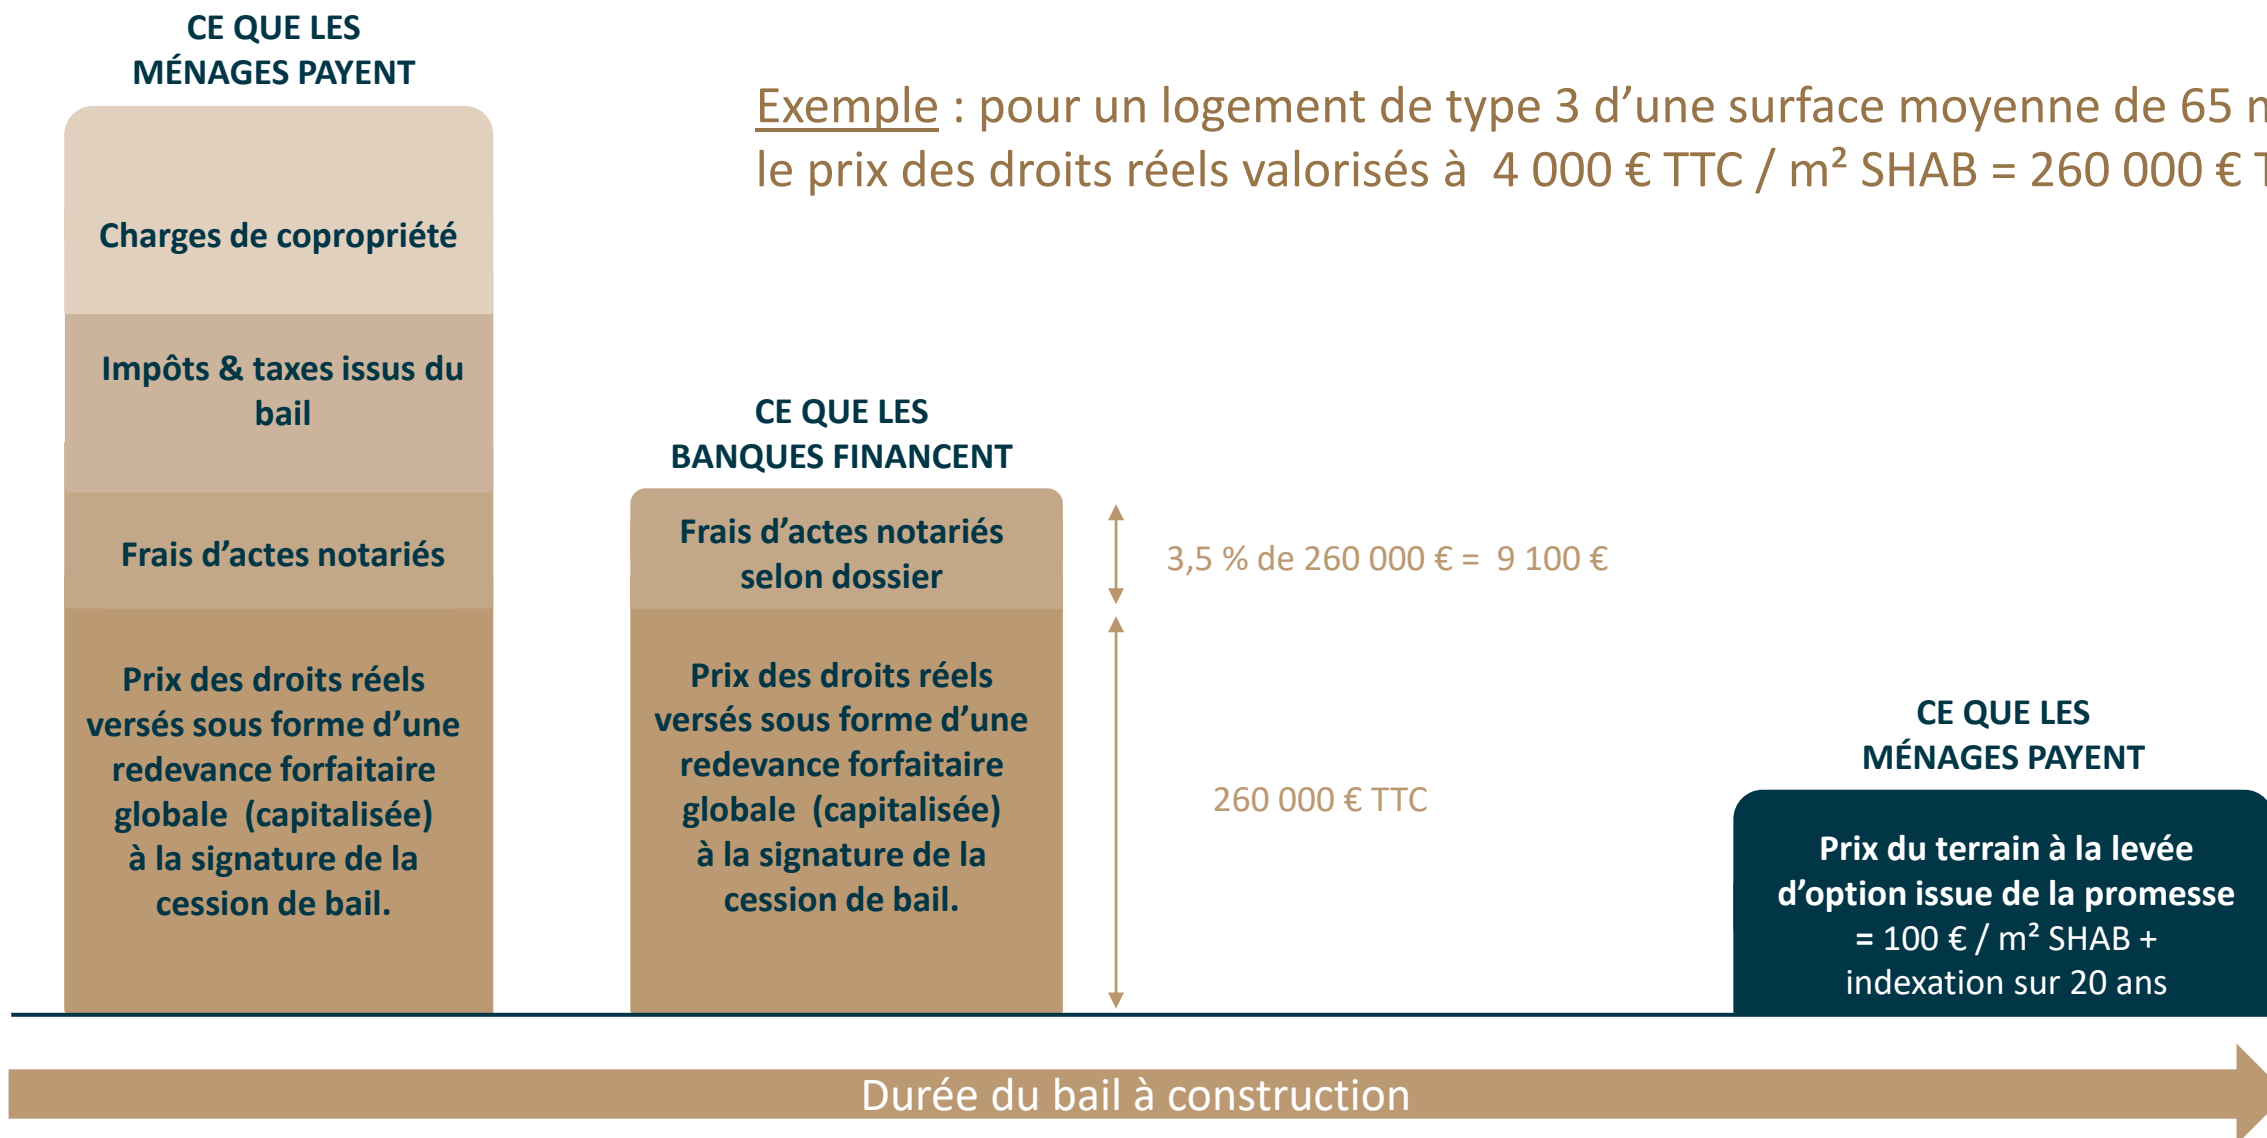 CE QUE LES
MÉNAGES PAYENT
Exemple : pour un logement de type 3 d’une surface moyenne de 65
le prix des droits réels valorisés à 4 000 € TTC / m² SHAB = 260 000 €
Charges de copropriété
Impôts & taxes issus du
bail
Frais d’actes notariés
Prix des droits réels
versés sous forme d’une
redevance forfaitaire
globale (capitalisée)
à la signature de la
cession de bail.
CE QUE LES
BANQUES FINANCENT
Frais d’actes notariés
selon dossier
3,5 % de 260 000 € = 9 100 €
Prix des droits réels
versés sous forme d’une
redevance forfaitaire
globale (capitalisée)
à la signature de la
cession de bail.
260 000 € TTC
CE QUE LES
MÉNAGES PAYENT
Prix du terrain à la levée
d’option issue de la promesse
= 100 € / m² SHAB +
indexation sur 20 ans
Durée du bail à construction